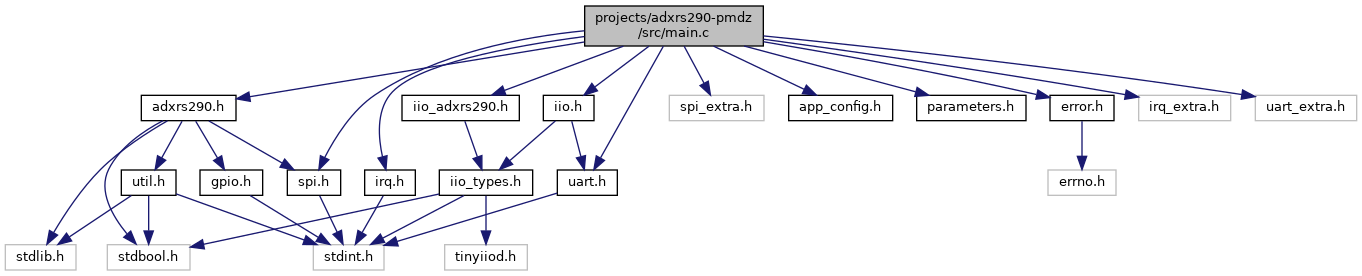 projects/adxrs290-pmdz
/src/main.c
adxrs290.h
iio_adxrs290.h
iio.h
spi_extra.h
app_config.h
parameters.h
error.h
irq_extra.h
uart_extra.h
util.h
gpio.h
spi.h
irq.h
iio_types.h
uart.h
errno.h
stdlib.h
stdbool.h
stdint.h
tinyiiod.h